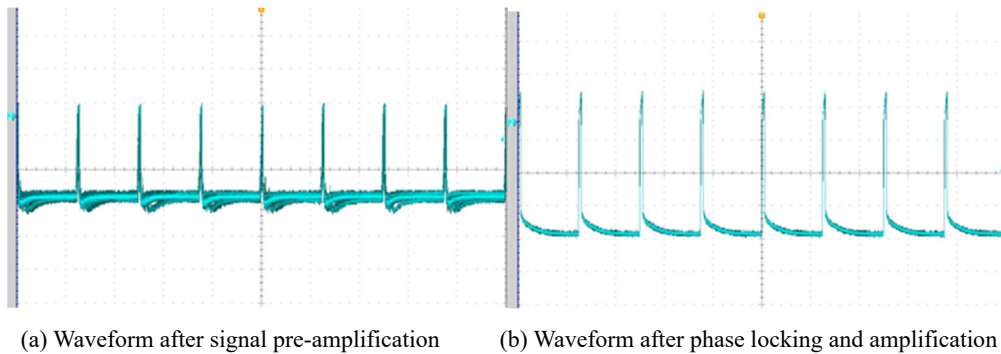 (a) Waveform after signal pre-amplification
(b) Waveform after phase locking and amplification